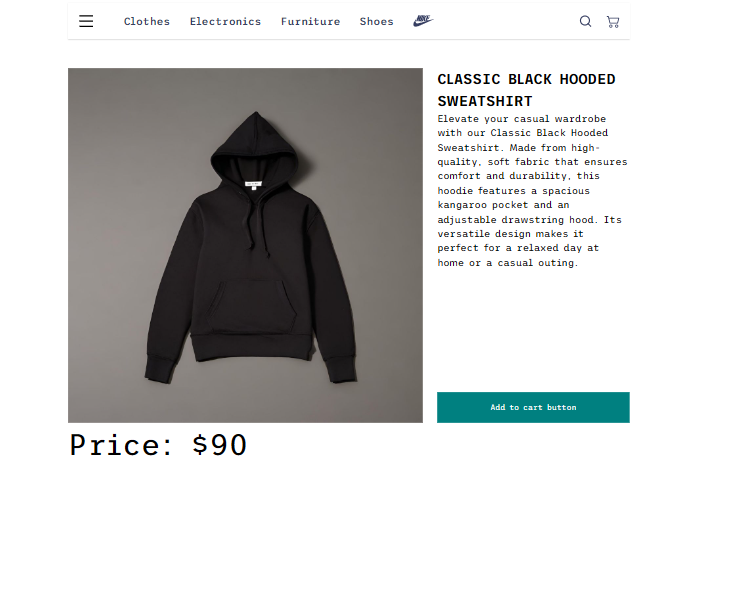 Clothes Electronics Furniture Shoes NIKE
CLASSIC BLACK HOODED
SWEATSHIRT
Elevate your casual wardrobe
with our Classic Black Hooded
Sweatshirt. Made from high-
quality, soft fabric that ensures
comfort and durability, this
hoodie features a spacious
kangaroo pocket and an
adjustable drawstring hood. Its
versatile design makes it
perfect for a relaxed day at
home or a casual outing.
Add to cart button
Price: $90